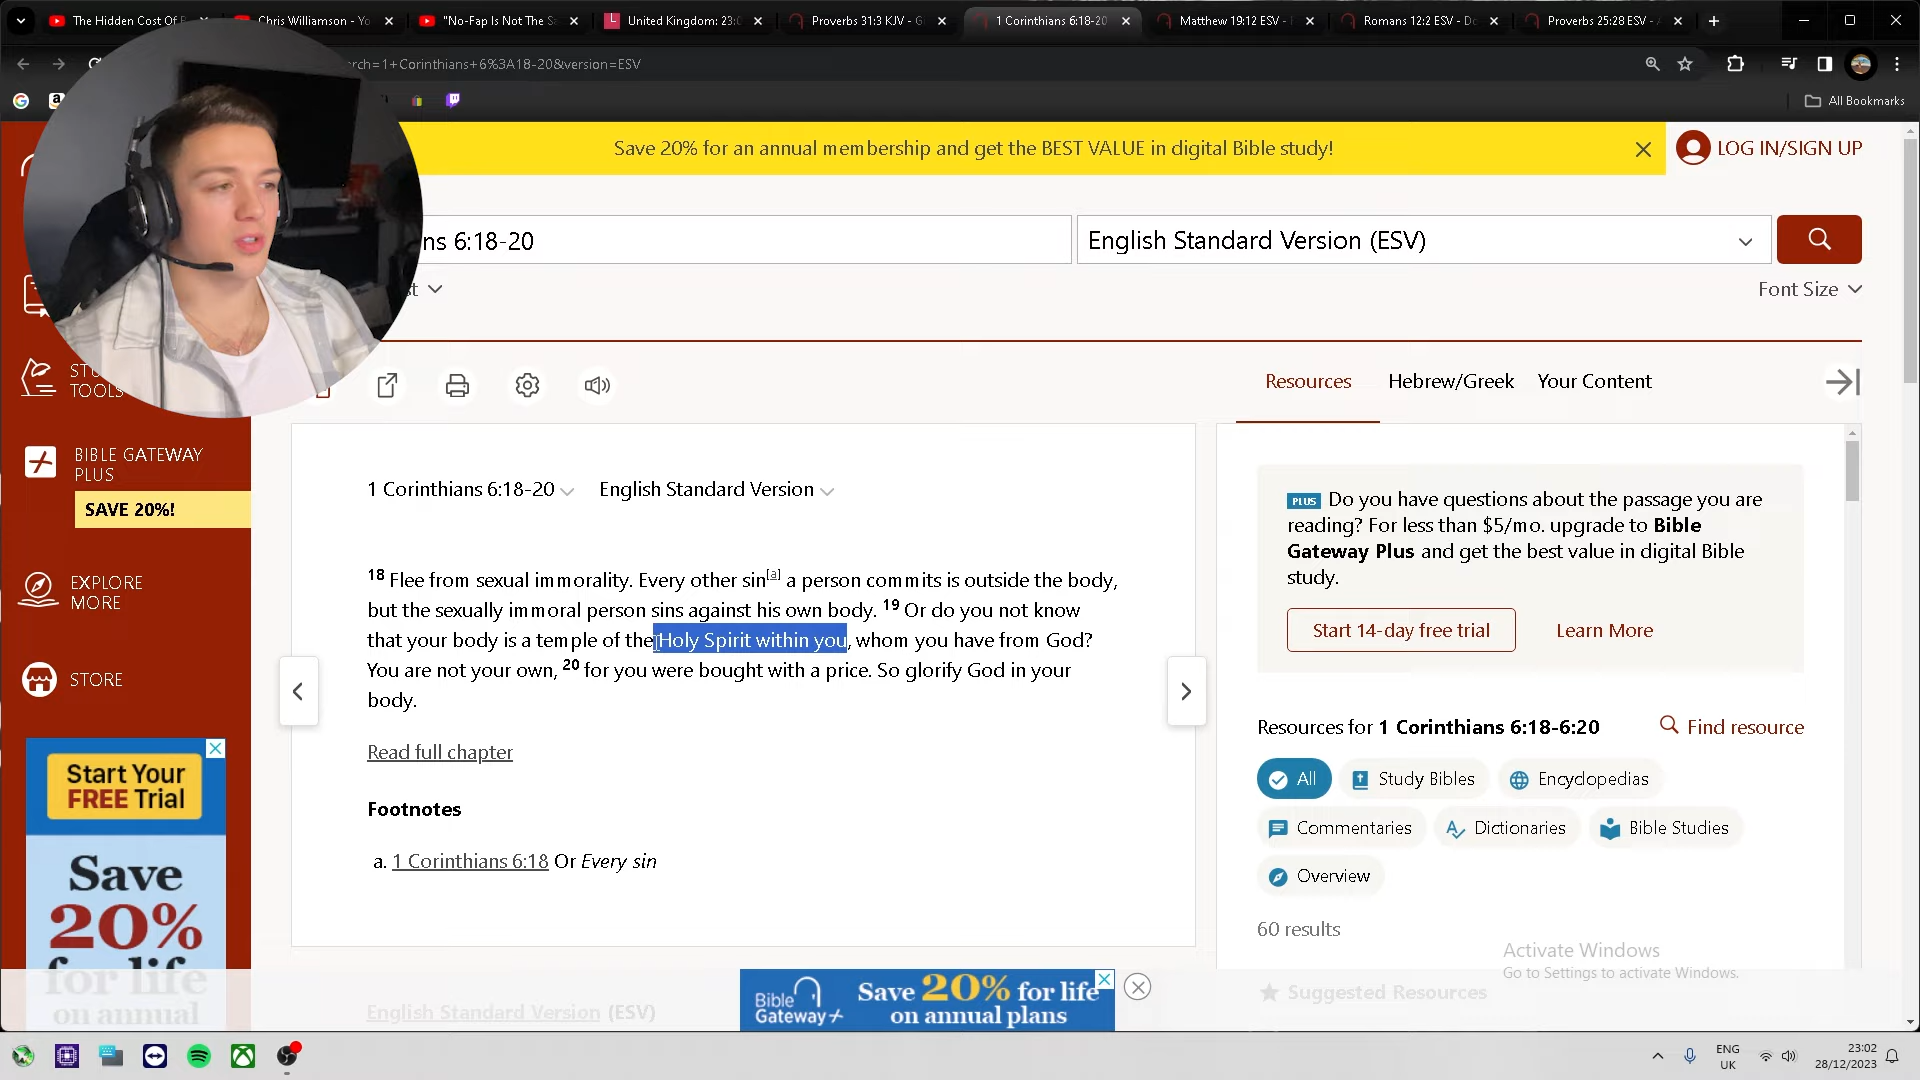 The Hidden Cost Of B
Chris Williamson - Yo
"No-Fap Is Not The S
United Kingdom: 23:0
Proverbs 31:3 KJV - G
1 Corinthians 6:18-20
Matthew 19:12 ESV -
Romans 12:2 ESV - Do
Proverbs 25:28 ESV -
rch=1+Corinthians+6%3A18-20&version=ESV
All Bookmarks
Save 20% for an annual membership and get the BEST VALUE in digital Bible study!
LOG IN/SIGN UP
ns 6:18-20
English Standard Version (ESV)
st
Font Size
TOOLS
Resources
Hebrew/Greek
Your Content
BIBLE GATEWAY
PLUS
SAVE 20%!
EXPLORE
MORE
STORE
1 Corinthians 6:18-20
English Standard Version
18 Flee from sexual immorality. Every other sin[a] a person commits is outside the body,
but the sexually immoral person sins against his own body. 19 Or do you not know
that your body is a temple of the Holy Spirit within you, whom you have from God?
You are not your own, 20 for you were bought with a price. So glorify God in your
body.
Read full chapter
Footnotes
a. 1 Corinthians 6:18 Or Every sin
PLUS Do you have questions about the passage you are
reading? For less than $5/mo. upgrade to Bible
Gateway Plus and get the best value in digital Bible
study.
Start 14-day free trial
Learn More
Resources for 1 Corinthians 6:18-6:20
Find resource
All
Study Bibles
Encyclopedias
Commentaries
Dictionaries
Bible Studies
Overview
60 results
Suggested Resources
Activate Windows
Go to Settings to activate Windows.
Start Your
FREE Trial
Save
20%
for life
on annual
English Standard Version (ESV)
Bible
Gateway+
Save 20% for life
on annual plans
ENG
UK
23:02
28/12/2023